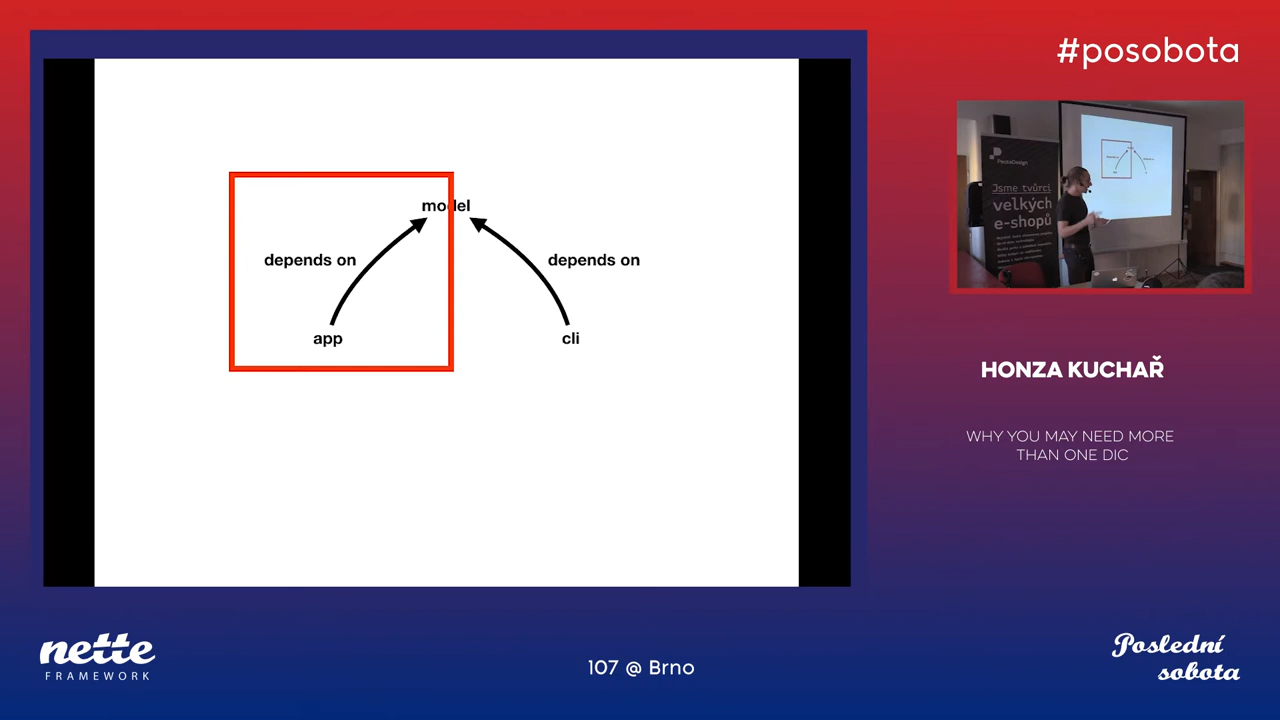 #posobota
model
depends on
depends on
app
cli
PeckaDesign
Jsme tvůrci
velkých
e-shopů
HONZA KUCHAŘ
WHY YOU MAY NEED MORE
THAN ONE DIC
nette
FRAMEWORK
107 @ Brno
Poslední
sobota